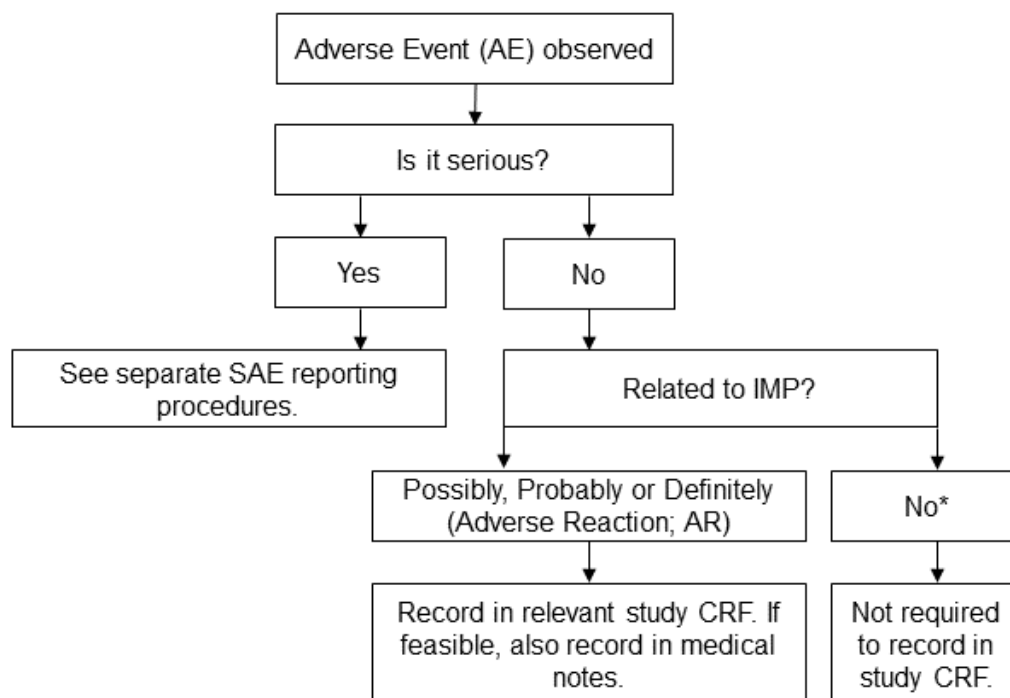 Adverse Event (AE) observed
Is it serious?
Yes
No
See separate SAE reporting
procedures.
Related to IMP?
Possibly, Probably or Definitely
(Adverse Reaction; AR)
No*
Record in relevant study CRF. If
feasible, also record in medical
notes.
Not required
to record in
study CRF.